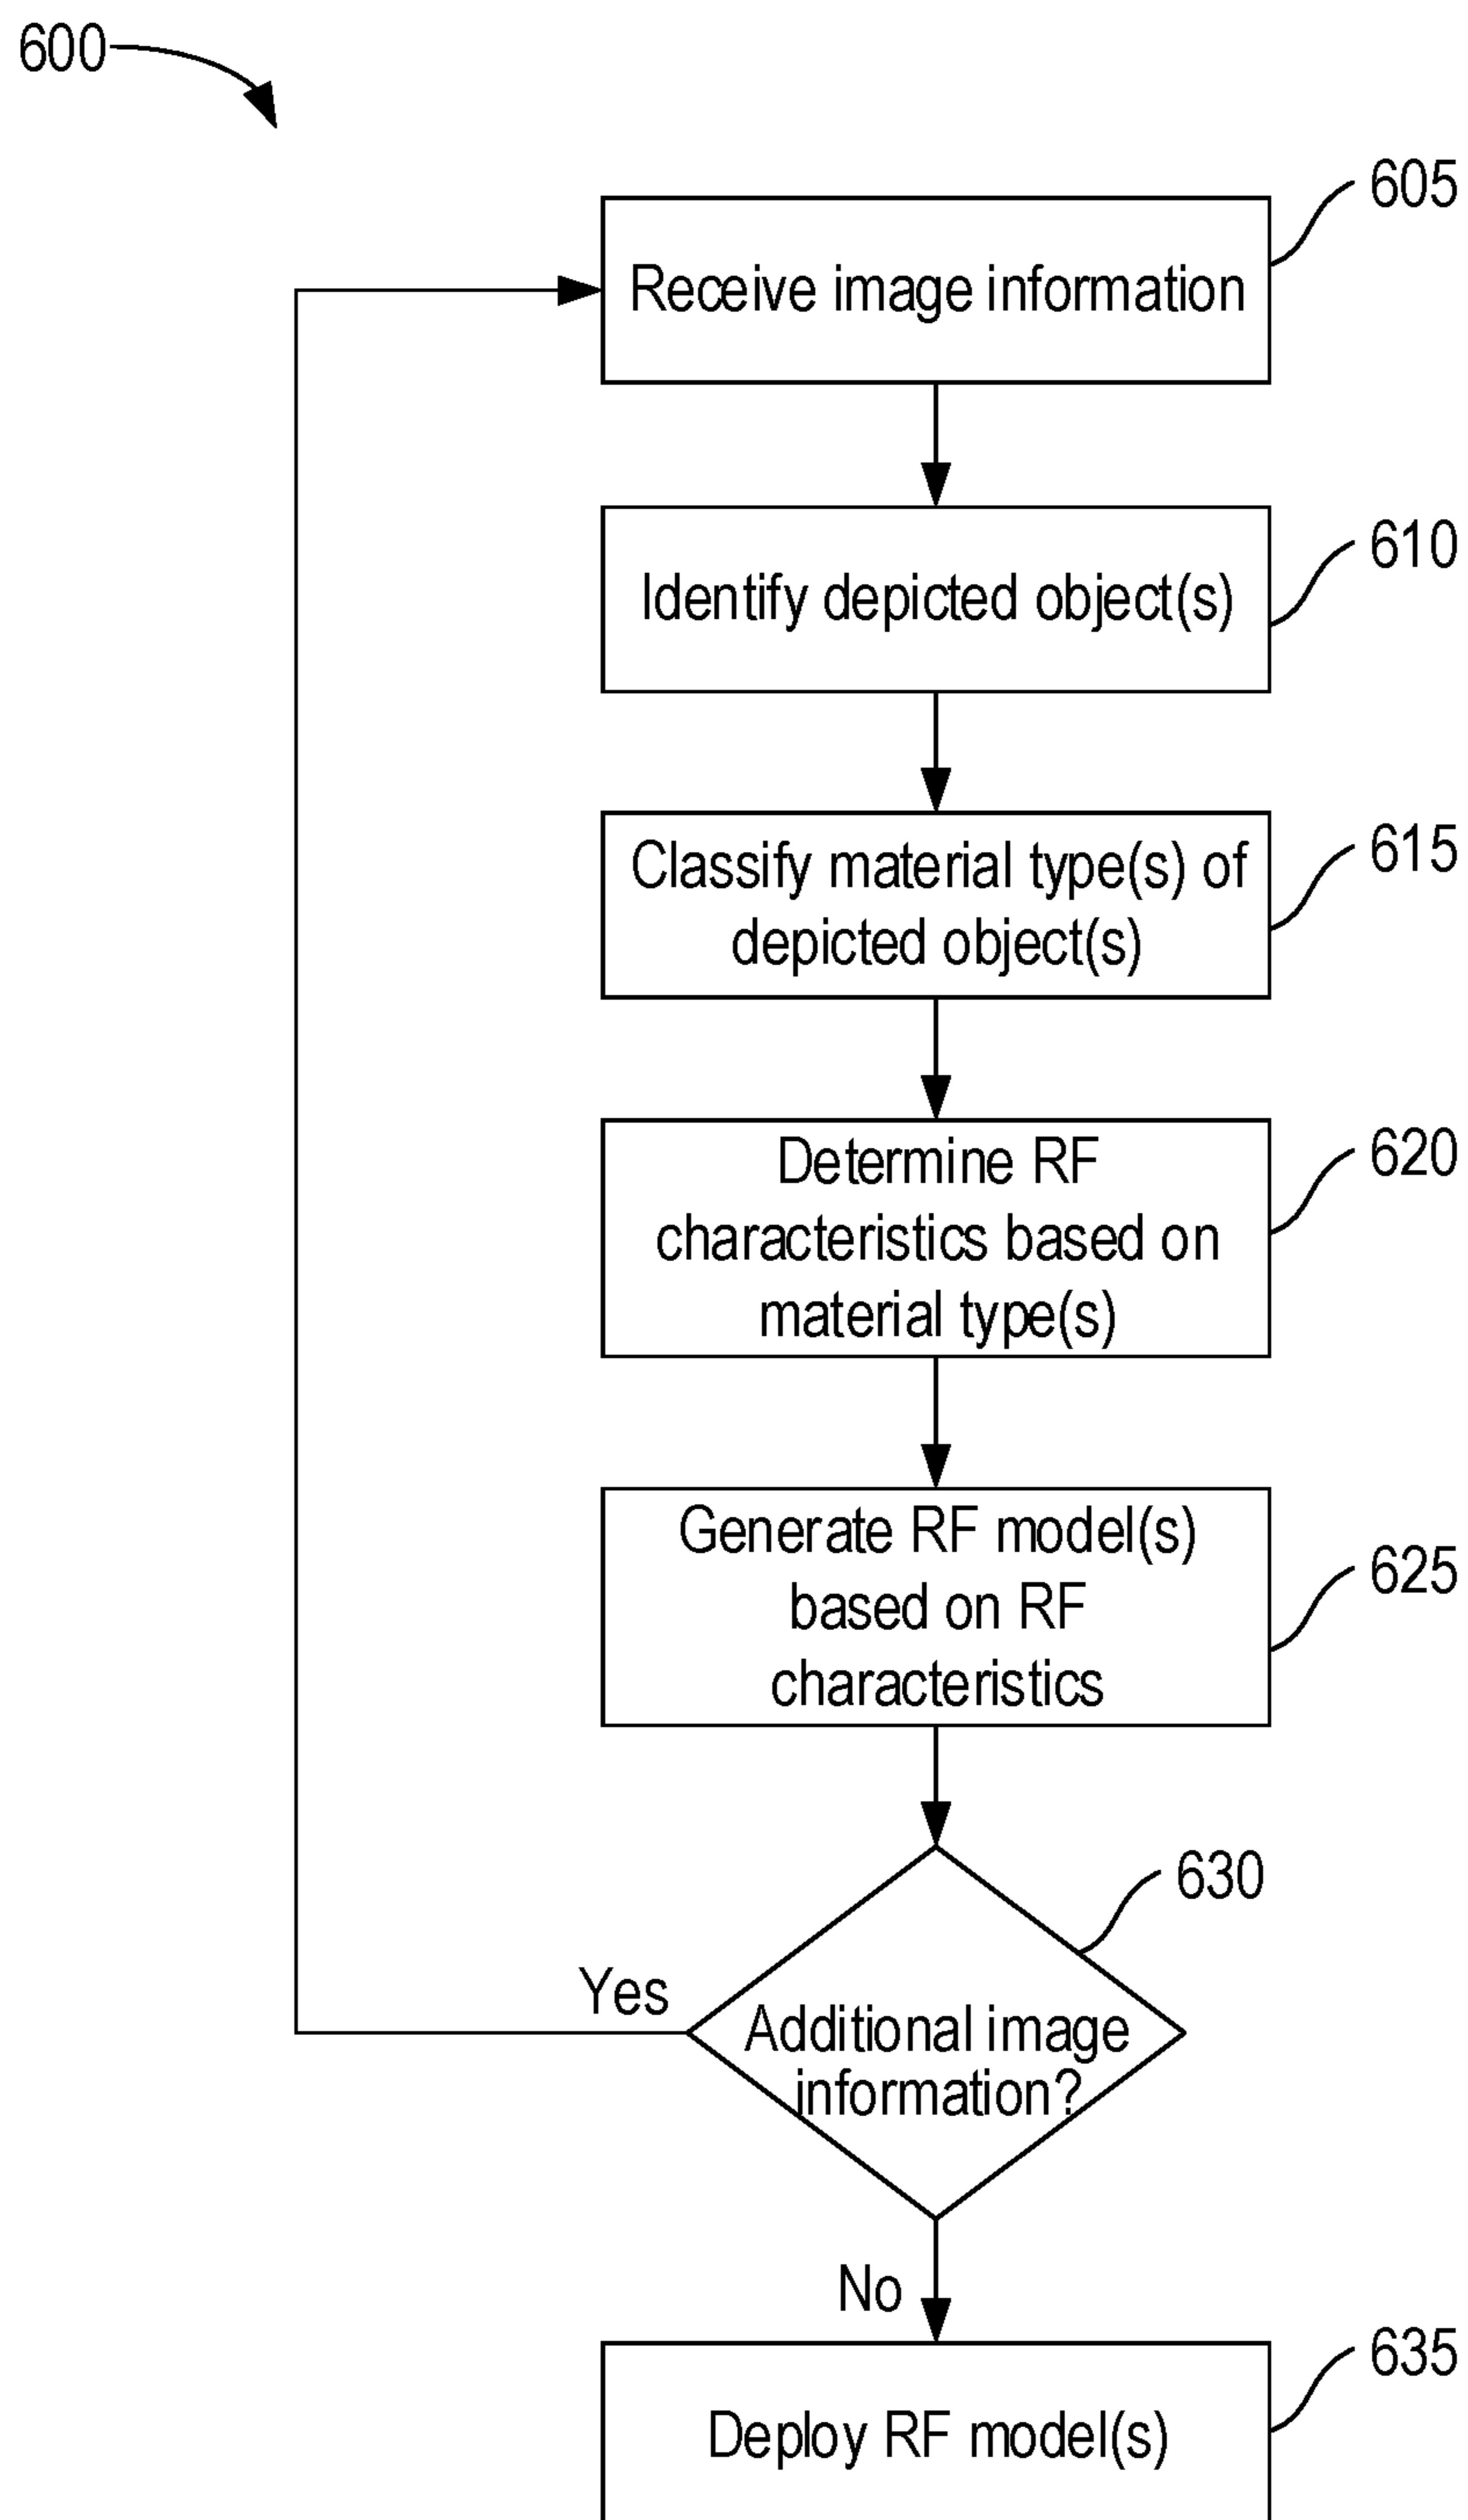 600
605
Receive image information
610
Identify depicted object(s)
615
Classify material type(s) of
depicted object(s)
620
Determine RF
characteristics based on
material type(s)
625
Generate RF model(s)
based on RF
characteristics
630
Yes
Additional image
information?
No
635
Deploy RF model(s)